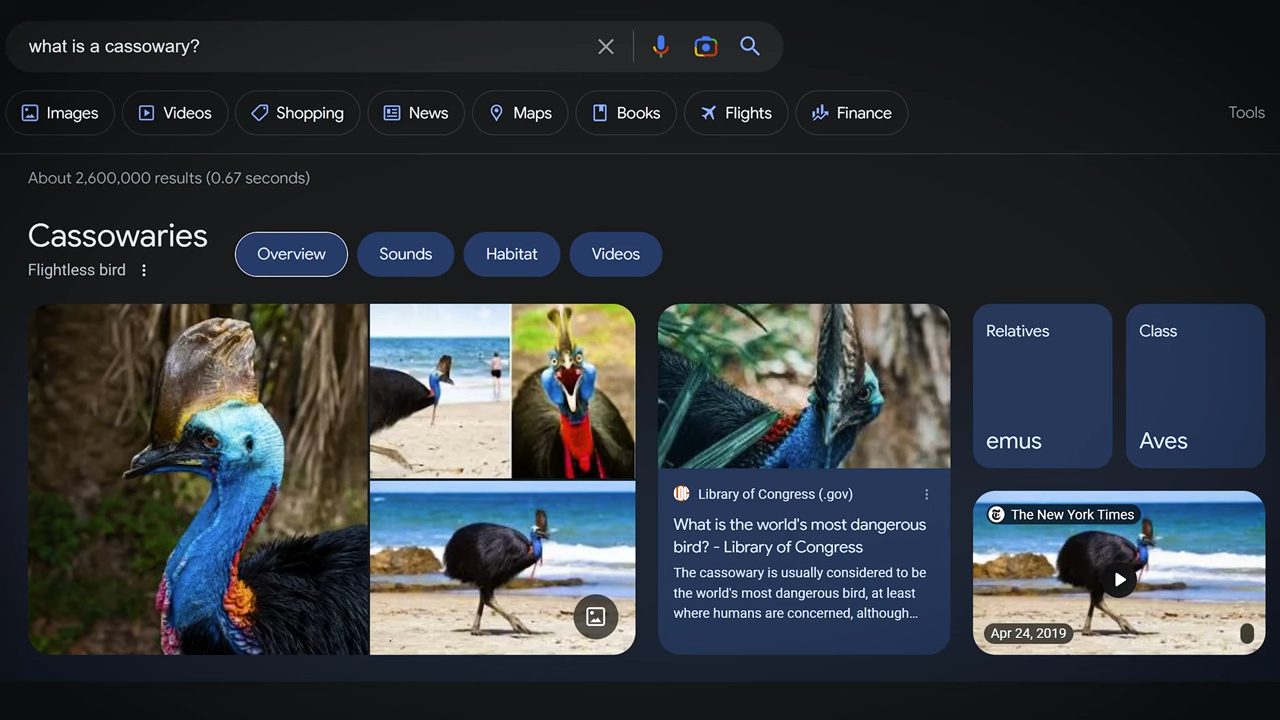 what is a cassowary?
Images
Videos
Shopping
News
Maps
Books
Flights
Finance
Tools
About 2,600,000 results (0.67 seconds)
Cassowaries
Flightless bird
Overview
Sounds
Habitat
Videos
Library of Congress (.gov)
What is the world's most dangerous
bird? - Library of Congress
The cassowary is usually considered to be
the world's most dangerous bird, at least
where humans are concerned, although...
Relatives
emus
Class
Aves
The New York Times
Apr 24, 2019